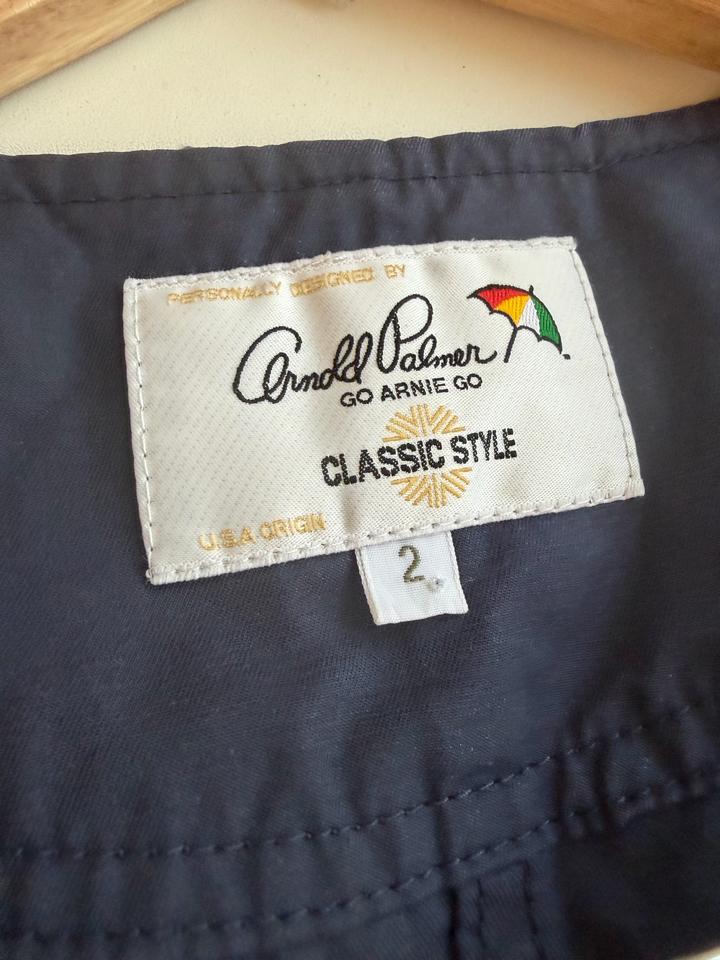 PERSONALLY DESIGNED BY
Arnold Palmer
GO ARNIE GO
CLASSIC STYLE
U.S.A ORIGIN
2